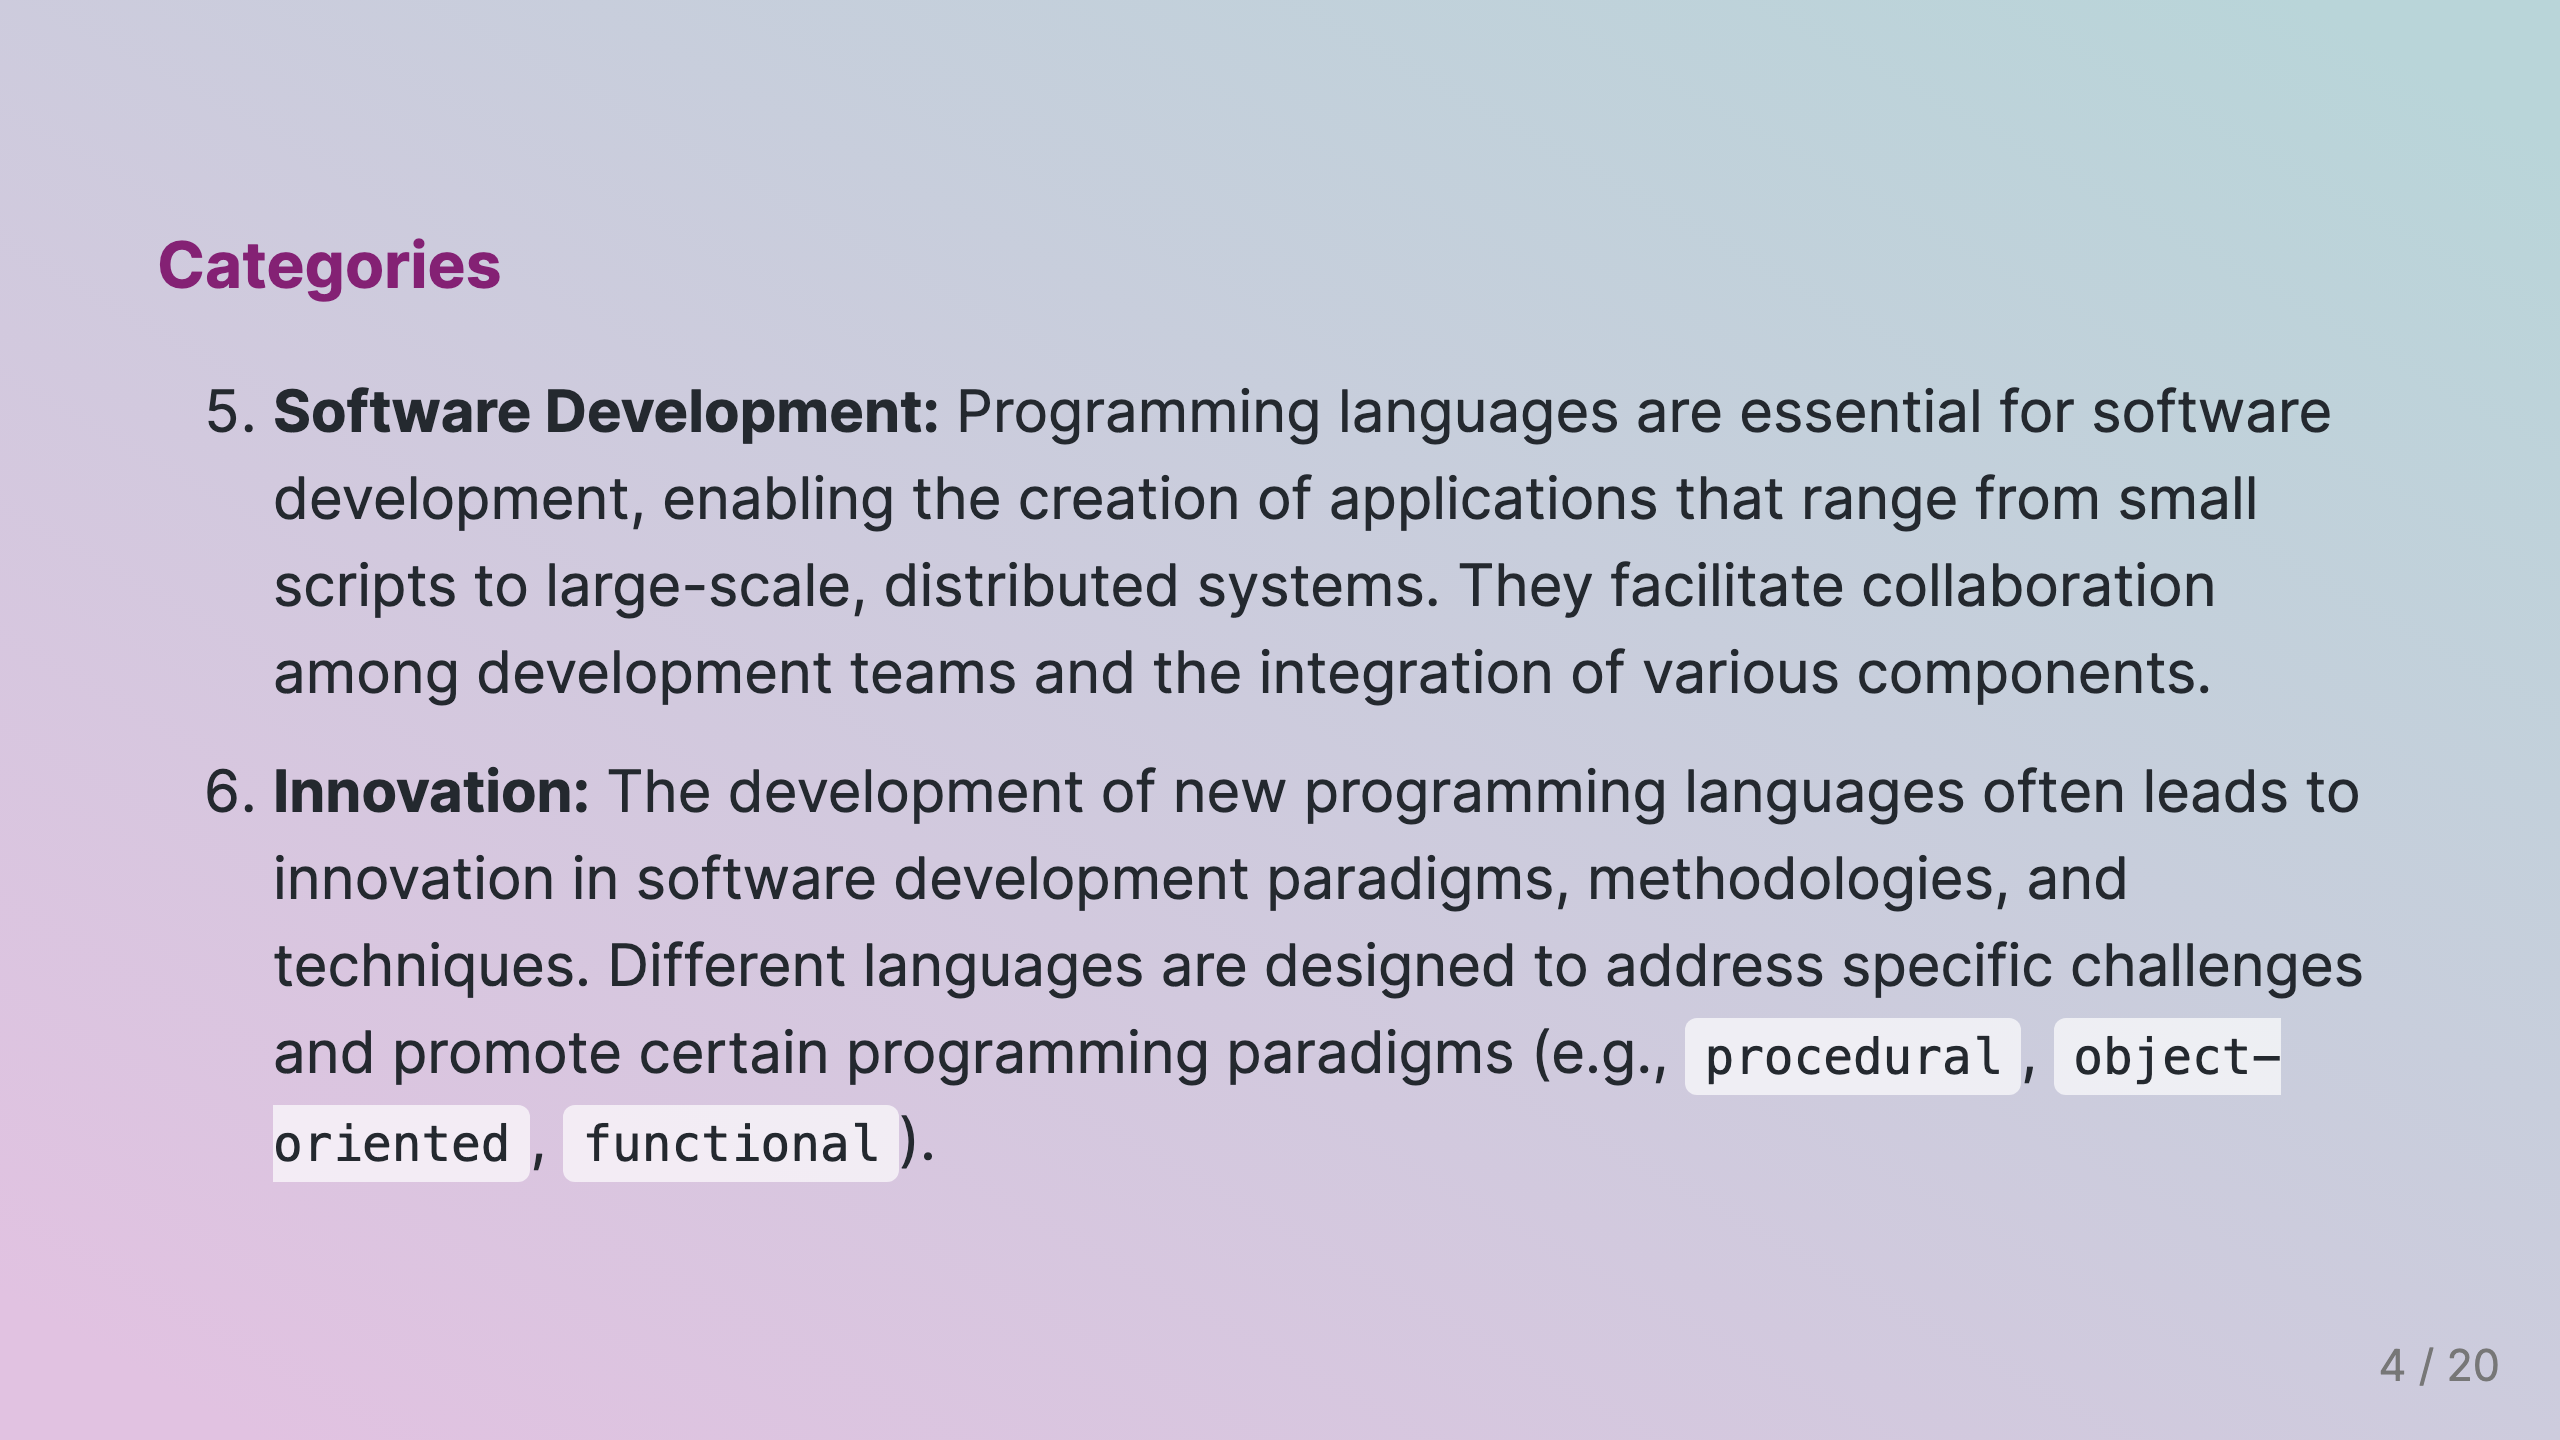 Categories
5. Software Development: Programming languages are essential for software
development, enabling the creation of applications that range from small
scripts to large-scale, distributed systems. They facilitate collaboration
among development teams and the integration of various components.
6. Innovation: The development of new programming languages often leads to
innovation in software development paradigms, methodologies, and
techniques. Different languages are designed to address specific challenges
and promote certain programming paradigms (e.g., procedural, object-
oriented, functional).
4 / 20